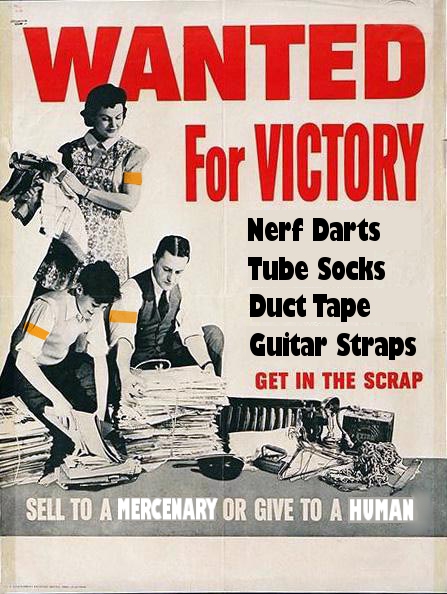 WANTED
For VICTORY
Nerf Darts
Tube Socks
Duct Tape
Guitar Straps
GET IN THE SCRAP
SELL TO A MERCENARY OR GIVE TO A HUMAN